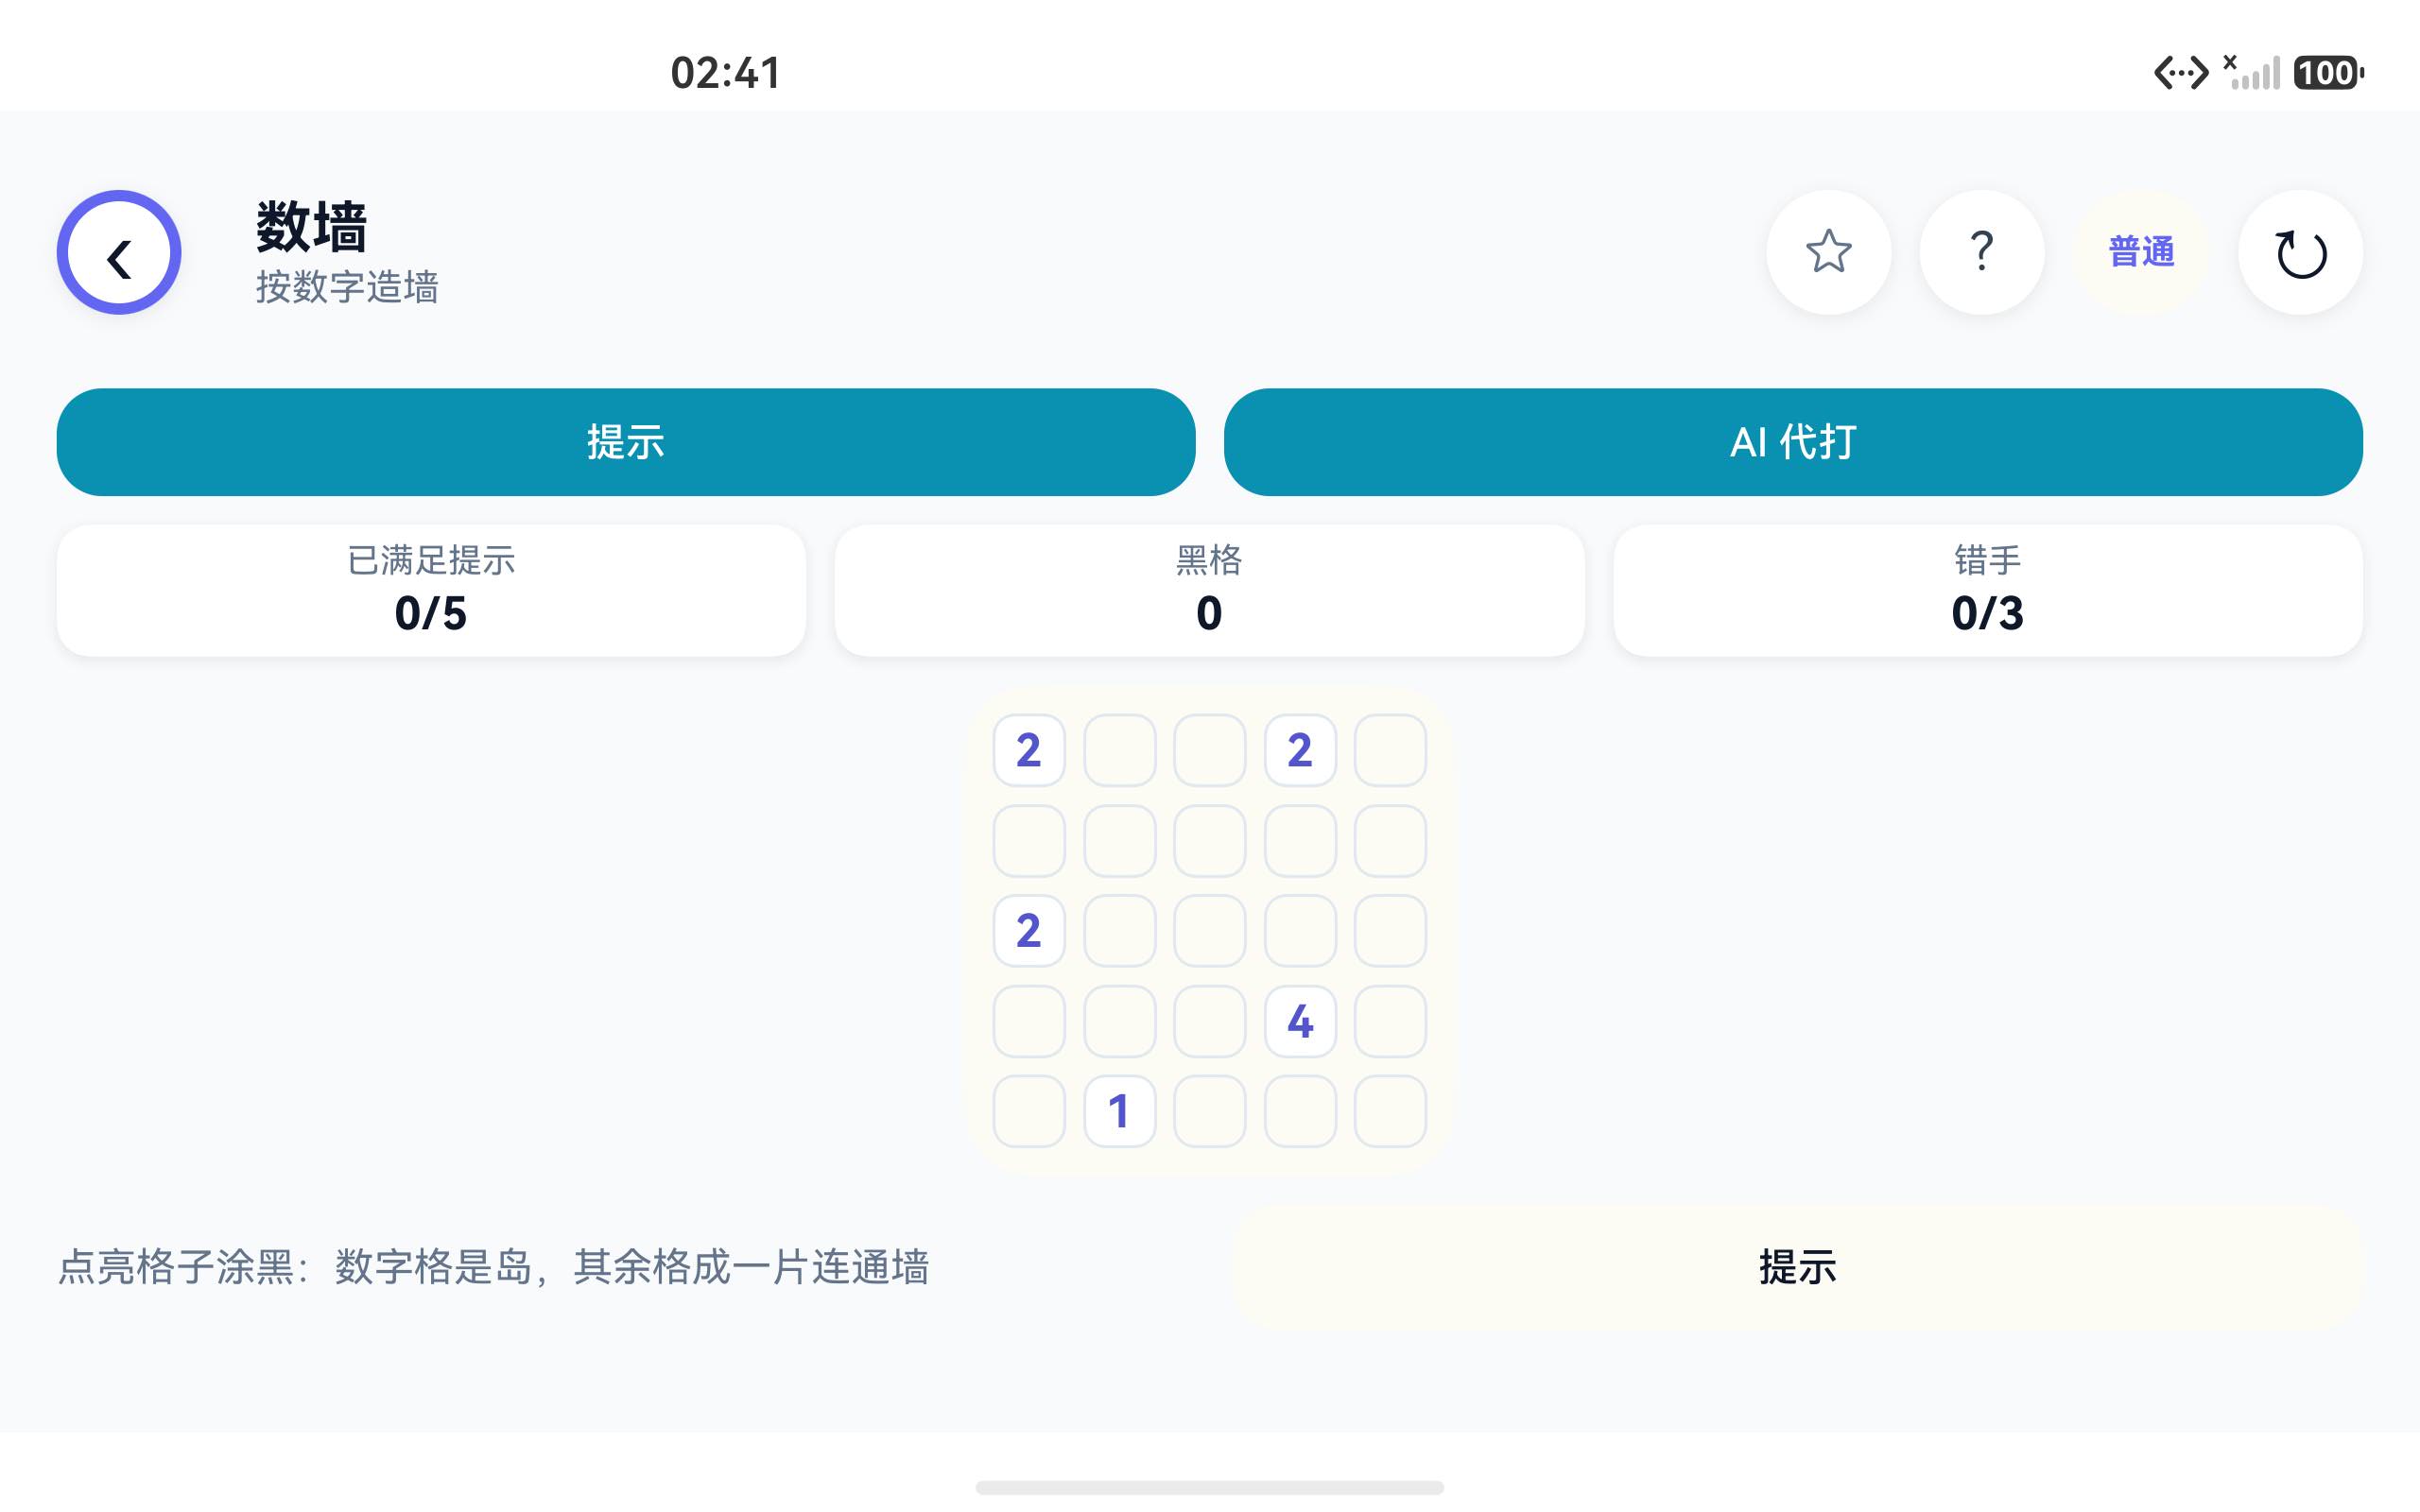 02:41
100
数墙
按数字造墙
?
普通
提示
AI 代打
已满足提示
0/5
黑格
0
错手
0/3
2 2
2
4
1
点亮格子涂黑：数字格是岛，其余格成一片连通墙
提示